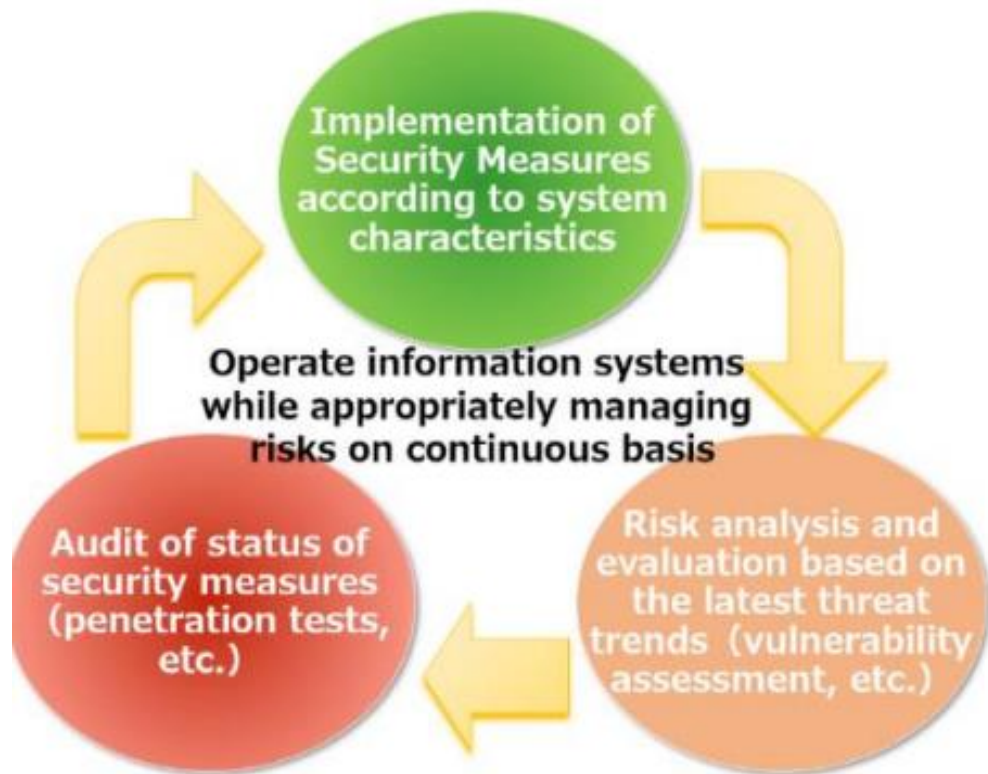 Implementation of
Security Measures
according to system
characteristics
Operate information systems
while appropriately managing
risks on continuous basis
Audit of status of
security measures
(penetration tests,
etc.)
Risk analysis and
evaluation based on
the latest threat
trends (vulnerability
assessment, etc.)